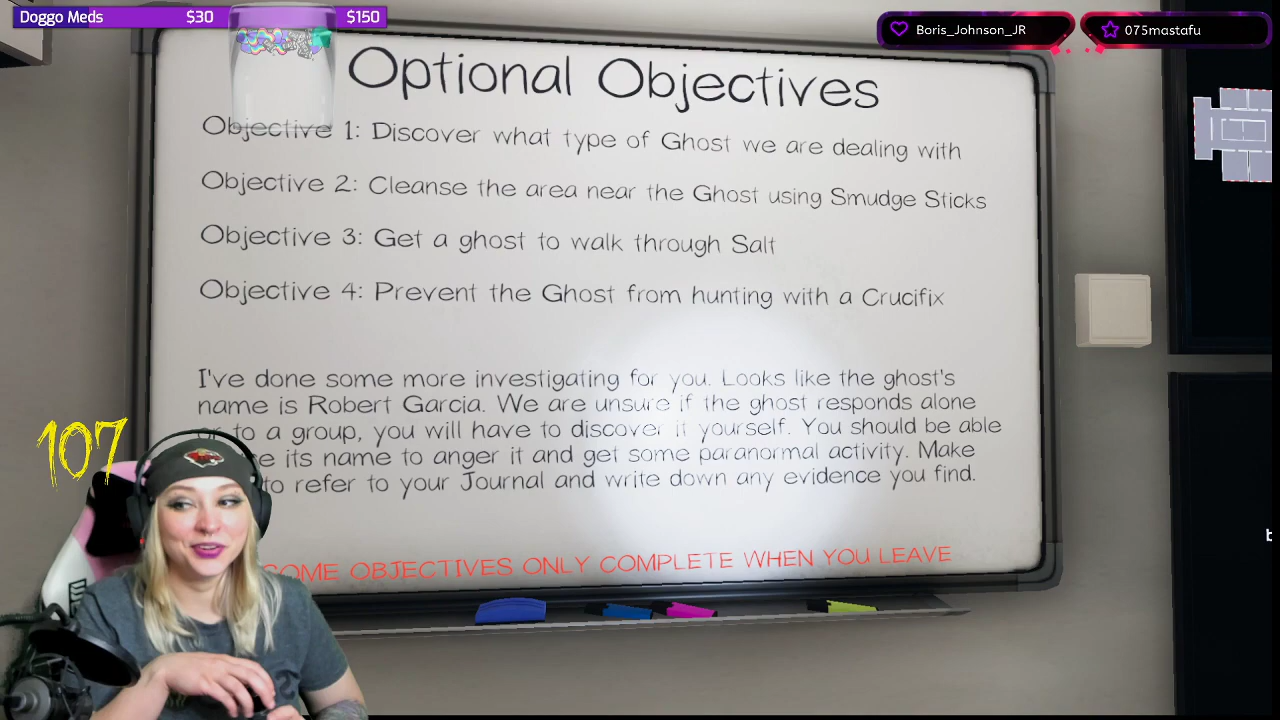 Doggo Meds $30 $150
Boris_Johnson_JR
075mastafu
Optional Objectives
Objective 1: Discover what type of Ghost we are dealing with
Objective 2: Cleanse the area near the Ghost using Smudge Sticks
Objective 3: Get a ghost to walk through Salt
Objective 4: Prevent the Ghost from hunting with a Crucifix
I've done some more investigating for you. Looks like the ghost's
name is Robert Garcia. We are unsure if the ghost responds alone
or to a group, you will have to discover it yourself. You should be able
its name to anger it and get some paranormal activity. Make
to refer to your Journal and write down any evidence you find.
107
SOME OBJECTIVES ONLY COMPLETE WHEN YOU LEAVE